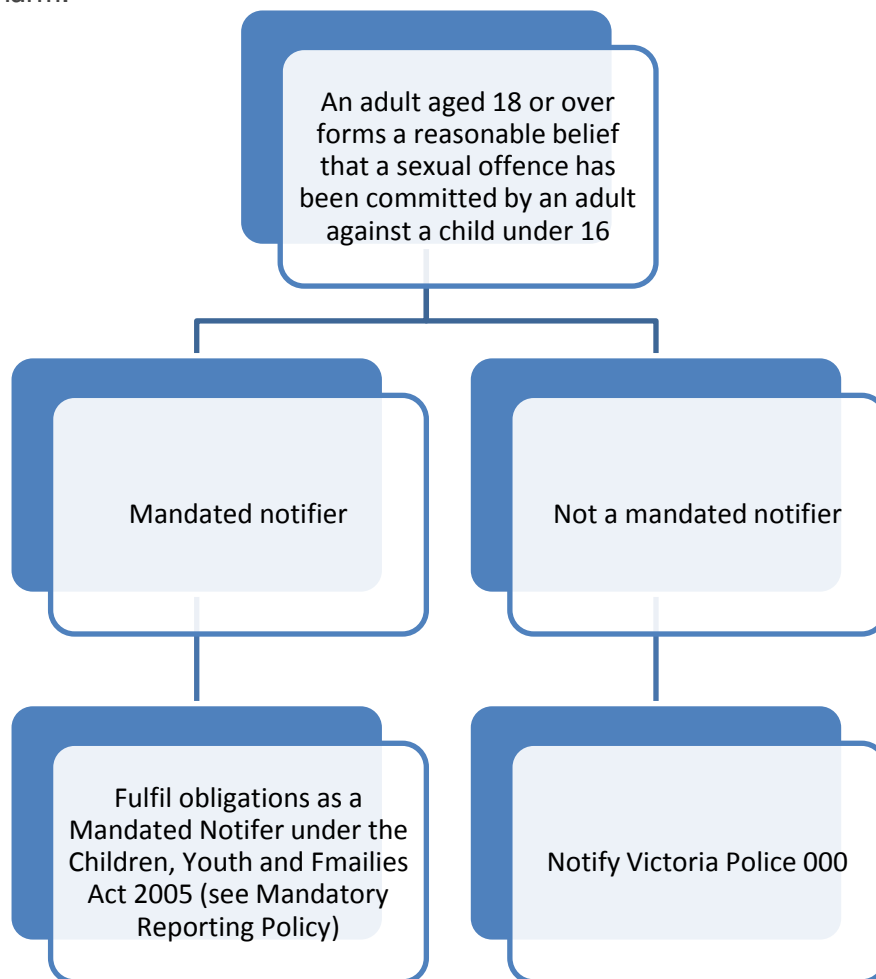 harm.
An adult aged 18 or over
forms a reasonable belief
that a sexual offence has
been committed by an adult
against a child under 16
Mandated notifier
Not a mandated notifier
Fulfil obligations as a
Mandated Notifer under the
Children, Youth and Fmailies
Act 2005 (see Mandatory
Reporting Policy)
Notify Victoria Police 000